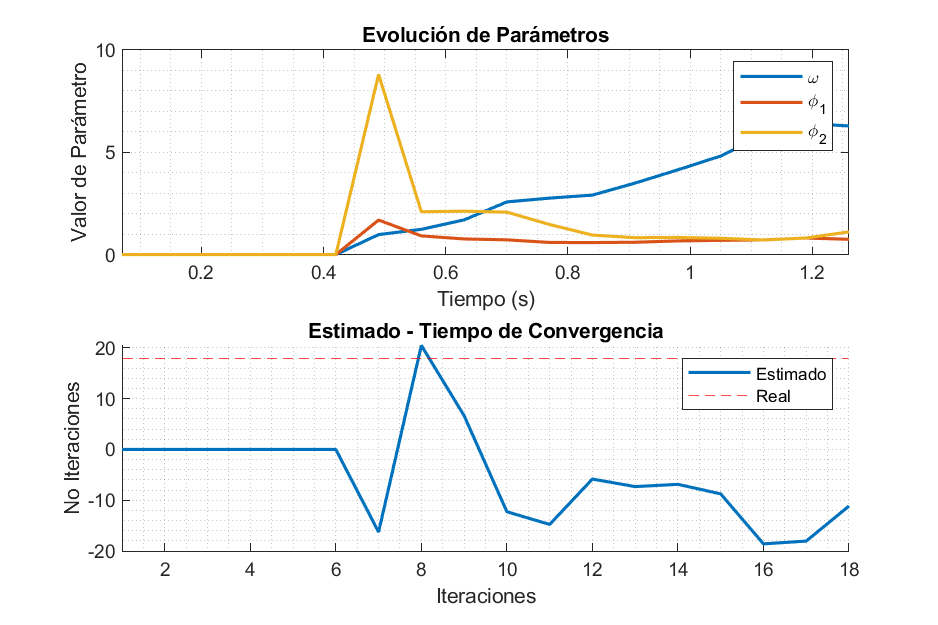 Evolución de Parámetros
Valor de Parámetro
10
5
0
ω
ϕ1
ϕ2
0.2 0.4 0.6 0.8 1 1.2
Tiempo (s)
Estimado - Tiempo de Convergencia
No Iteraciones
20
10
0
-10
-20
Estimado
Real
2 4 6 8 10 12 14 16 18
Iteraciones